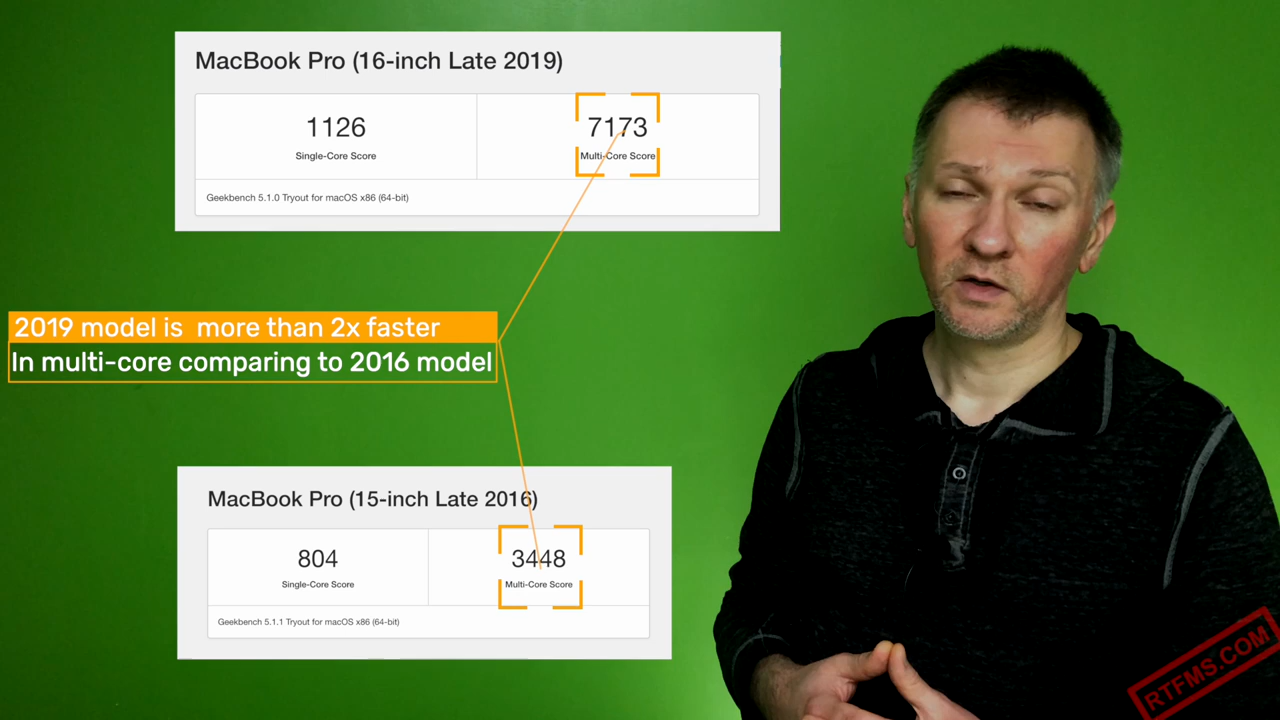 MacBook Pro (16-inch Late 2019)
1126
Single-Core Score
7173
Multi-Core Score
Geekbench 5.1.0 Tryout for macOS x86 (64-bit)
2019 model is more than 2x faster
In multi-core comparing to 2016 model
MacBook Pro (15-inch Late 2016)
804
Single-Core Score
3448
Multi-Core Score
Geekbench 5.1.1 Tryout for macOS x86 (64-bit)
RTFMS.COM